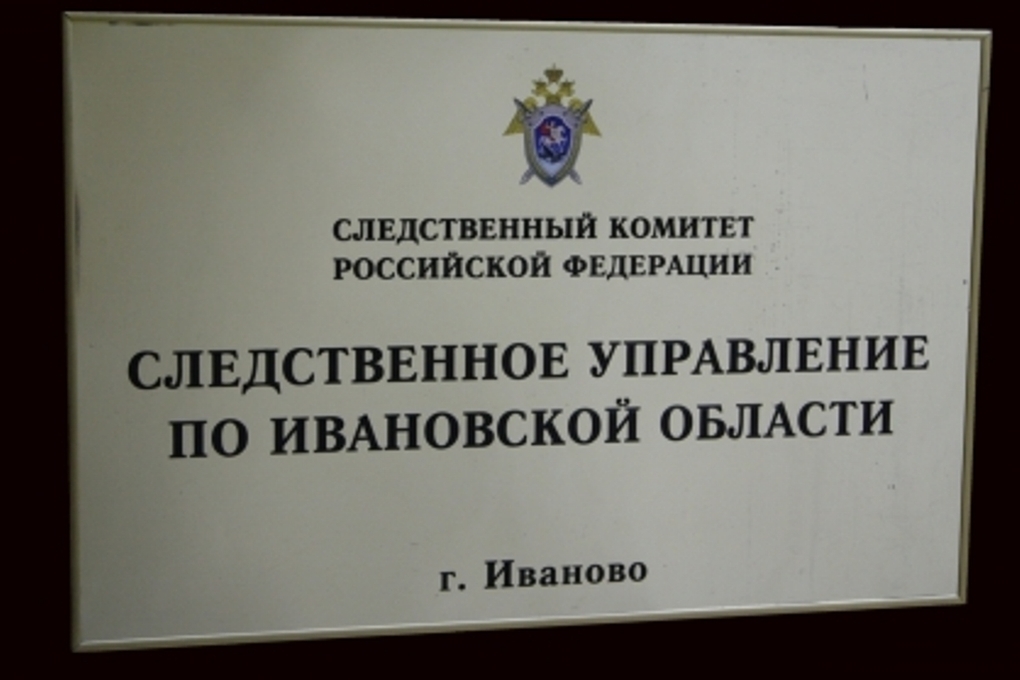 СЛЕДСТВЕННЫЙ КОМИТЕТ
РОССИЙСКОЙ ФЕДЕРАЦИИ
СЛЕДСТВЕННОЕ УПРАВЛЕНИЕ
ПО ИВАНОВСКОЙ ОБЛАСТИ
г. Иваново